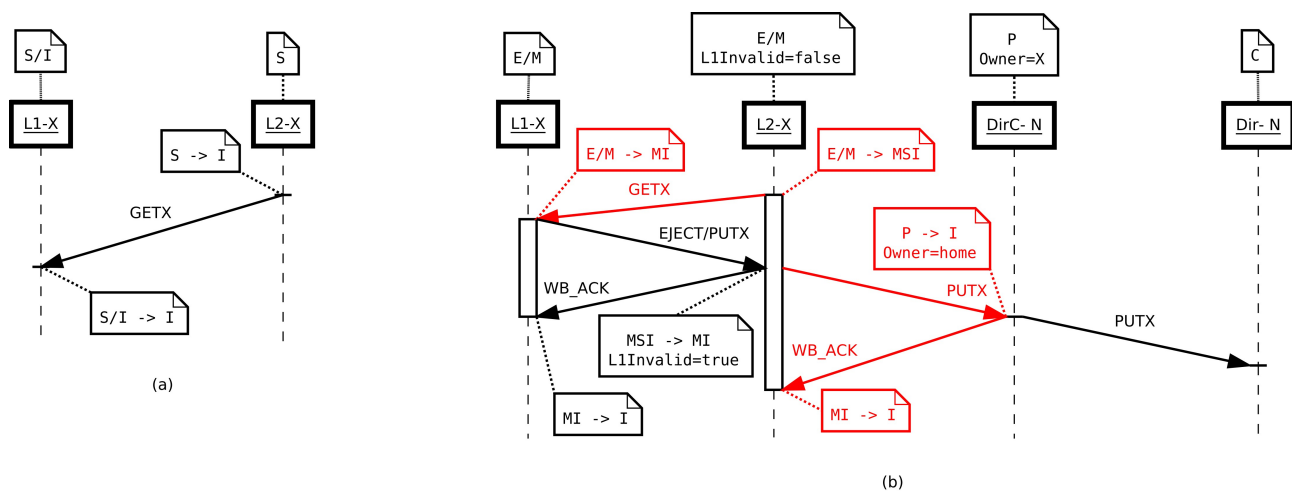 S/I
S
L1-X
L2-X
S -> I
GETX
S/I -> I
(a)
E/M
E/M
L1Invalid=false
P
Owner=X
C
L1-X
L2-X
DirC- N
Dir- N
E/M -> MI
E/M -> MSI
GETX
EJECT/PUTX
P -> I
Owner=home
WB_ACK
PUTX
PUTX
MSI -> MI
L1Invalid=true
WB_ACK
MI -> I
MI -> I
(b)